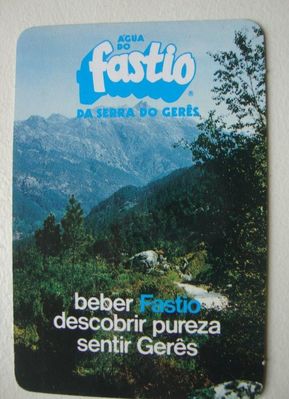 ÁGUA
DO
fastio
®
DA SERRA DO GERÊS
beber Fastio
descobrir pureza
sentir Gerês